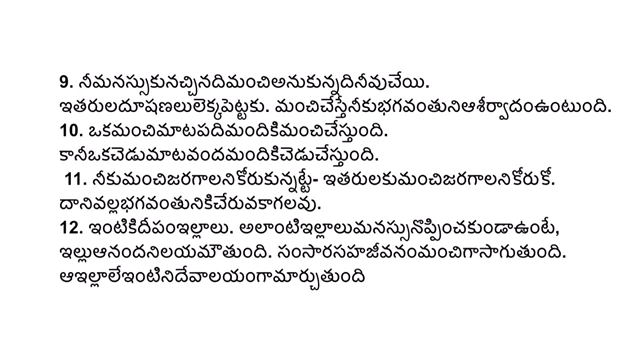 9. నీమనస్సుకునచ్చినదిమంచిఅనుకున్నదినీవుచేయి.
ఇతరులదూషణలులెక్కపెట్టకు. మంచిచేస్తేనీకుభగవంతునిఆశీర్వాదంఉంటుంది.
10. ఒకమంచిమాటపదిమందికిమంచిచేస్తుంది.
కానీఒకచెడుమాటవందమందికిచెడుచేస్తుంది.
11. నీకుమంచిజరగాలనికోరుకున్నట్టే- ఇతరులకుమంచిజరగాలనికోరుకో.
దానివల్లభగవంతునికిచేరువకాగలవు.
12. ఇంటికిదీపంఇల్లాలు. అలాంటిఇల్లాలుమనస్సునొప్పించకుండాఉంటే,
ఇల్లుఆనందనిలయమౌతుంది. సంసారసహజీవనంమంచిగాసాగుతుంది.
ఆఇల్లాలేఇంటినిదేవాలయంగామార్చుతుంది